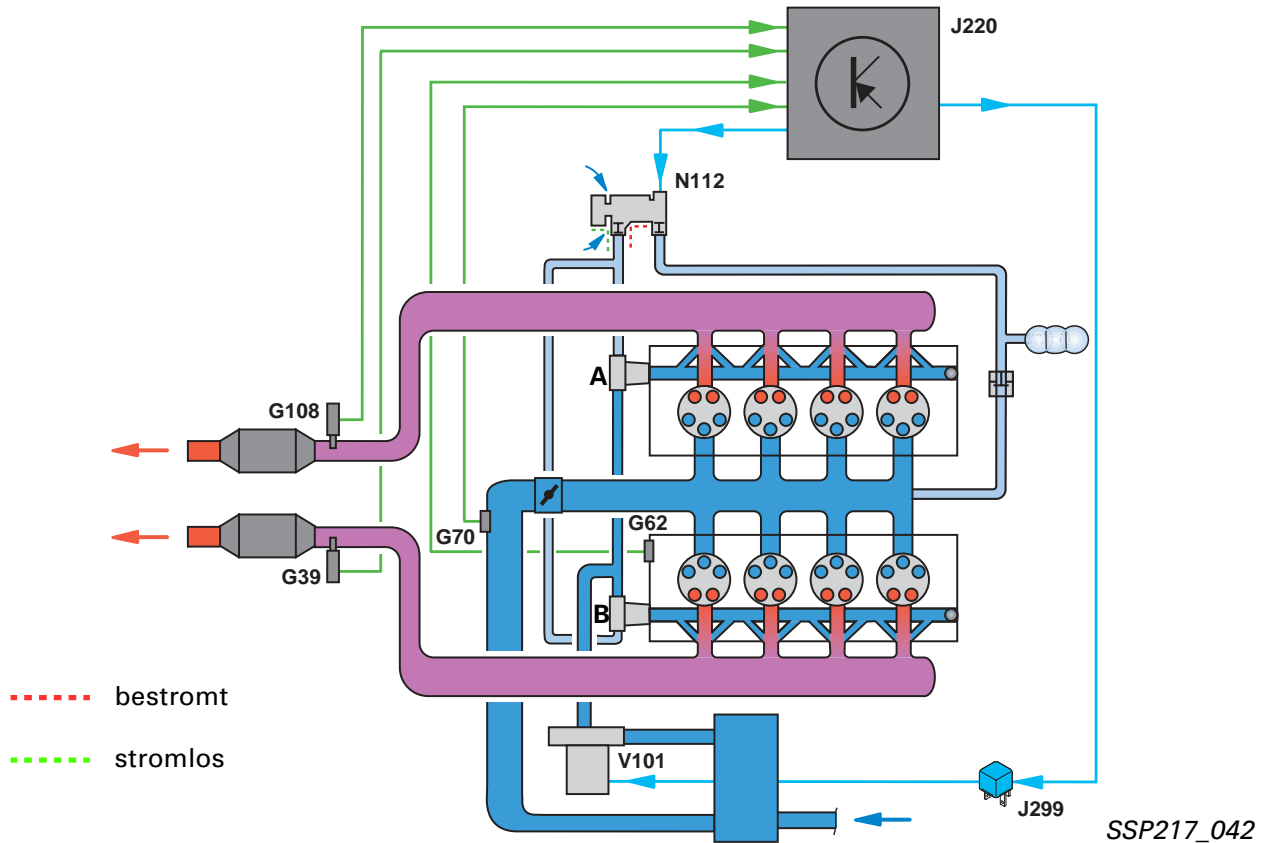 J220
N112
A
G108
G70
G62
G39
B
bestromt
stromlos
V101
J299
SSP217_042